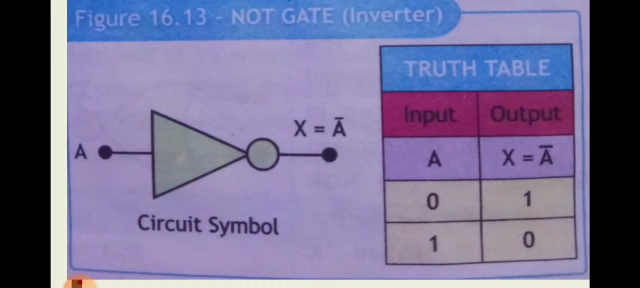 Figure 16.13 - NOT GATE (Inverter)
A
X = Ā
Circuit Symbol
TRUTH TABLE
Input Output
A X = Ā
0 1
1 0